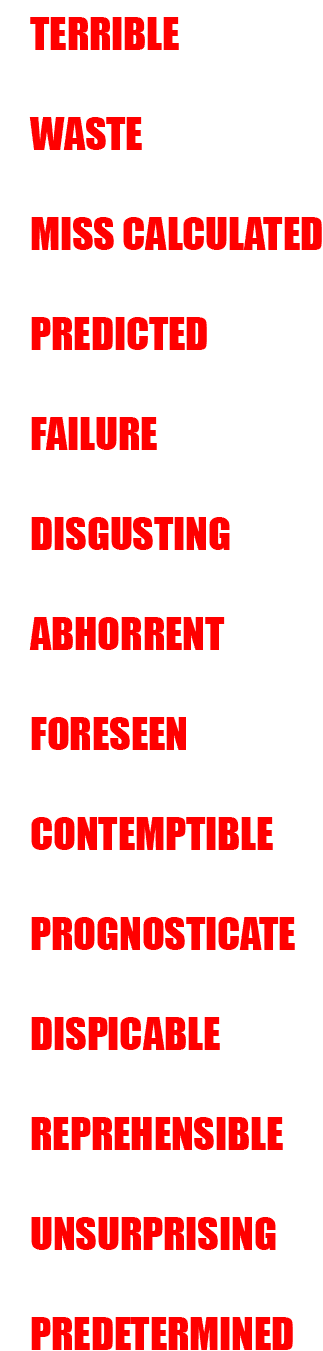 TERRIBLE
WASTE
MISS CALCULATED
PREDICTED
FAILURE
DISGUSTING
ABHORRENT
FORESEEN
CONTEMPTIBLE
PROGNOSTICATE
DISPICABLE
REPREHENSIBLE
UNSURPRISING
PREDETERMINED